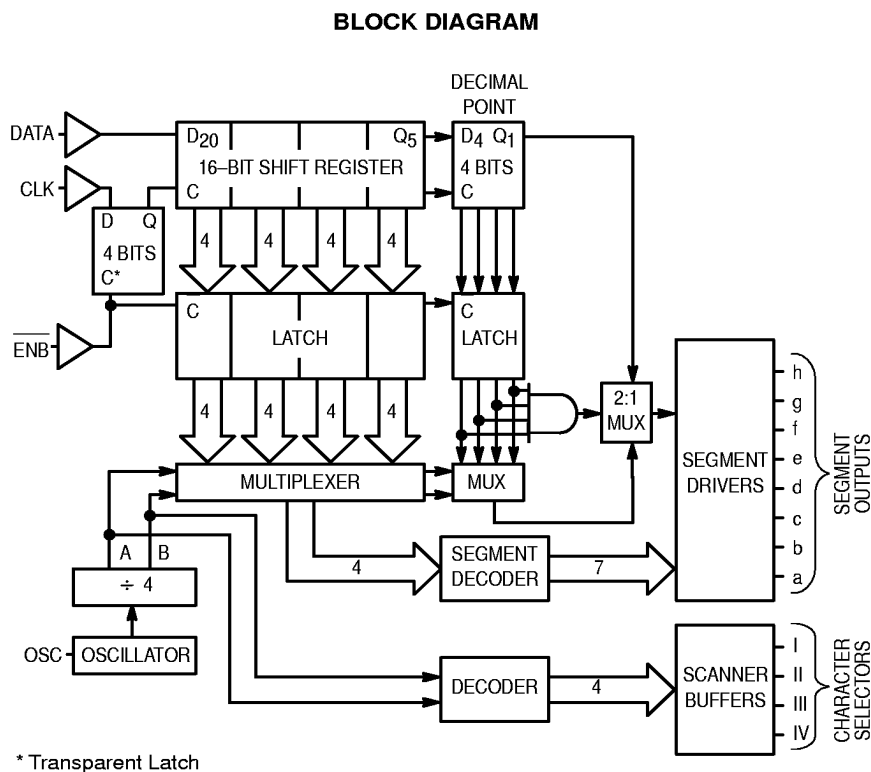 BLOCK DIAGRAM
DECIMAL
POINT
DATA
D20
Q5
D4 Q1
16–BIT SHIFT REGISTER
4 BITS
CLK
C
C
D Q
4 BITS
C*
4 4 4 4
ENB
C
LATCH
C
LATCH
4 4 4 4
2:1
MUX
MULTIPLEXER
MUX
A B
÷ 4
4
SEGMENT
DECODER
7
SEGMENT
DRIVERS
h
g
f
e
d
c
b
a
SEGMENT
OUTPUTS
OSC
OSCILLATOR
DECODER
4
SCANNER
BUFFERS
I
II
III
IV
CHARACTER
SELECTORS
* Transparent Latch